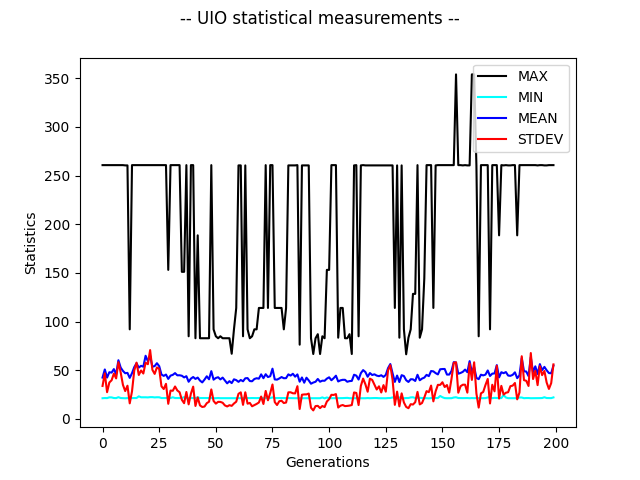 -- UIO statistical measurements --
350
300
250
200
150
100
50
0
Statistics
MAX
MIN
MEAN
STDEV
0 25 50 75 100 125 150 175 200
Generations